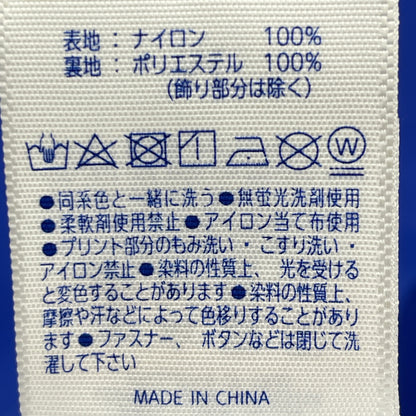 表地：ナイロン 100%
裏地：ポリエステル 100%
(飾り部分は除く)
W
●同系色と一緒に洗う●無蛍光洗剤使用
●柔軟剤使用禁止●アイロン当て布使用
●プリント部分のもみ洗い・こすり洗い・
アイロン禁止●染料の性質上、光を受ける
と変色することがあります●染料の性質上、
摩擦や汗などによって色移りすることがあり
ます●ファスナー、ボタンなどは閉じて洗
濯して下さい
MADE IN CHINA